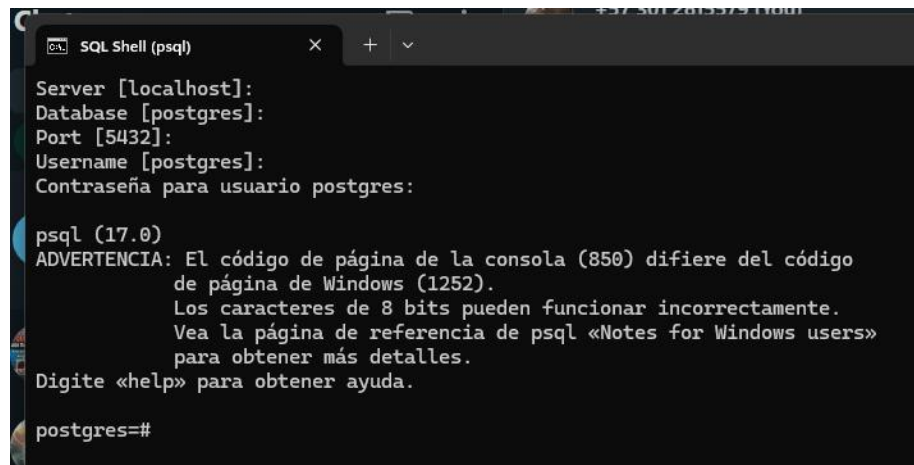 SQL Shell (psql)
Server [localhost]:
Database [postgres]:
Port [5432]:
Username [postgres]:
Contraseña para usuario postgres:
psql (17.0)
ADVERTENCIA: El código de página de la consola (850) difiere del código
de página de Windows (1252).
Los caracteres de 8 bits pueden funcionar incorrectamente.
Vea la página de referencia de psql «Notes for Windows users»
para obtener más detalles.
Digite «help» para obtener ayuda.
postgres=#